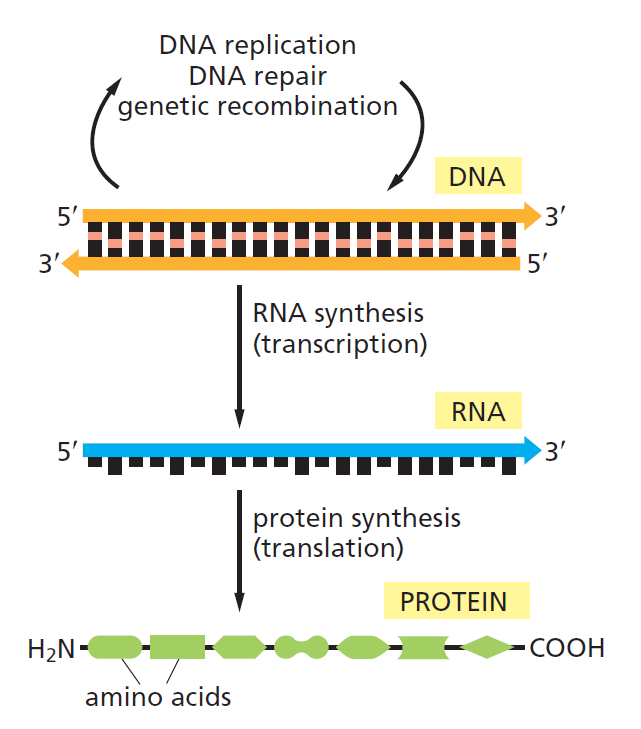 DNA replication
DNA repair
genetic recombination
DNA
5′ 3′
3′ 5′
RNA synthesis
(transcription)
RNA
5′ 3′
protein synthesis
(translation)
PROTEIN
H₂N COOH
amino acids